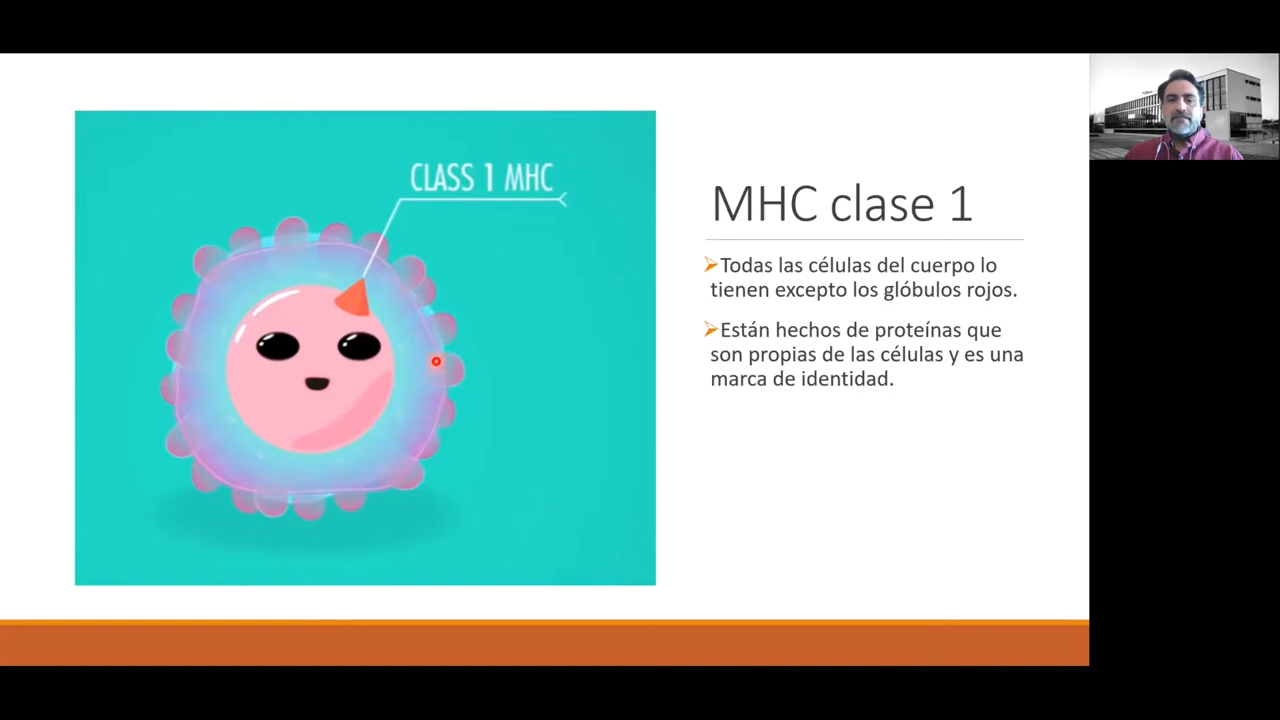 CLASS 1 MHC
MHC clase 1
Todas las células del cuerpo lo
tienen excepto los glóbulos rojos.
Están hechos de proteínas que
son propias de las células y es una
marca de identidad.